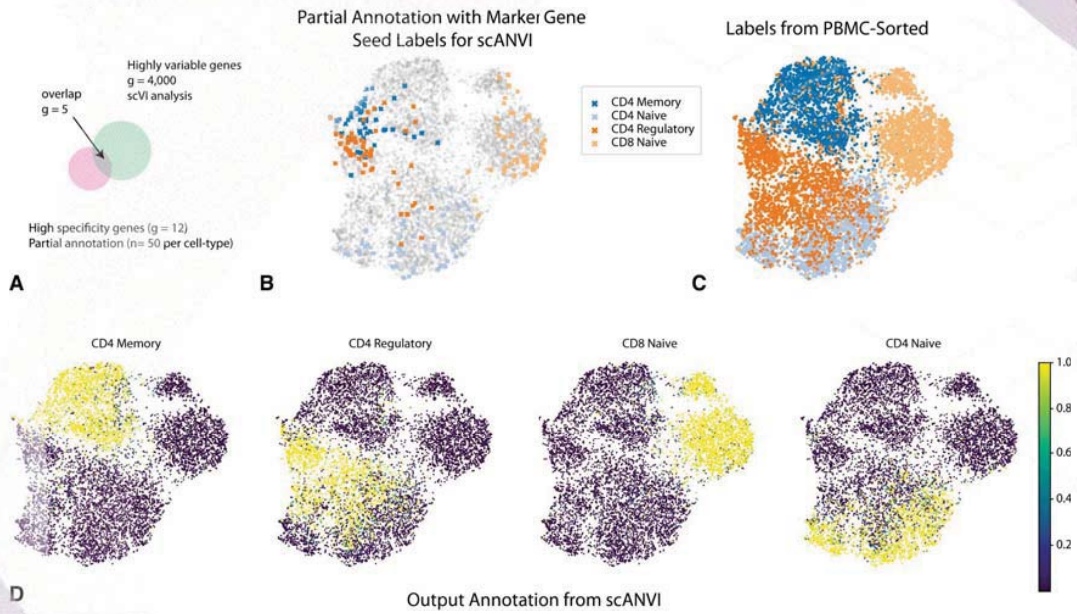 Partial Annotation with Marker Gene
Seed Labels for scANVI
Labels from PBMC-Sorted
Highly variable genes
g = 4,000
scVI analysis
overlap
g = 5
High specificity genes (g = 12)
Partial annotation (n= 50 per cell-type)
CD4 Memory
CD4 Naive
CD4 Regulatory
CD8 Naive
A
B
C
CD4 Memory
CD4 Regulatory
CD8 Naive
CD4 Naive
1.0
0.8
0.6
0.4
0.2
D
Output Annotation from scANVI